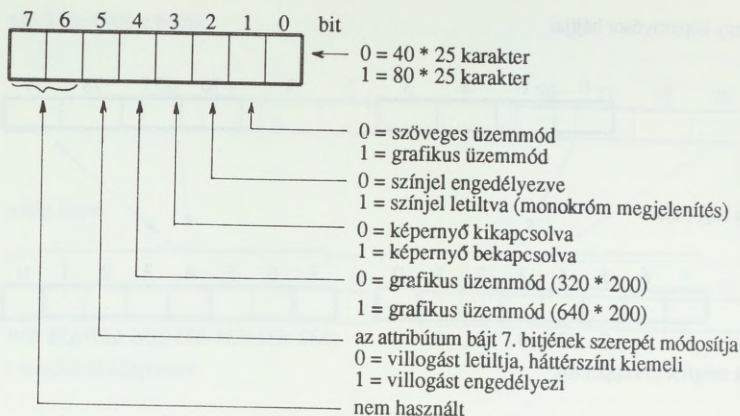 7 6 5 4 3 2 1 0 bit
0 = 40 * 25 karakter
1 = 80 * 25 karakter
0 = szöveges üzemmód
1 = grafikus üzemmód
0 = színjel engedélyezve
1 = színjel letiltva (monokróm megjelenítés)
0 = képernyő kikapcsolva
1 = képernyő bekapcsolva
0 = grafikus üzemmód (320 * 200)
1 = grafikus üzemmód (640 * 200)
az attribútum bájt 7. bitjének szerepét módosítja
0 = villogást letiltja, háttérszínt kiemeli
1 = villogást engedélyezi
nem használt